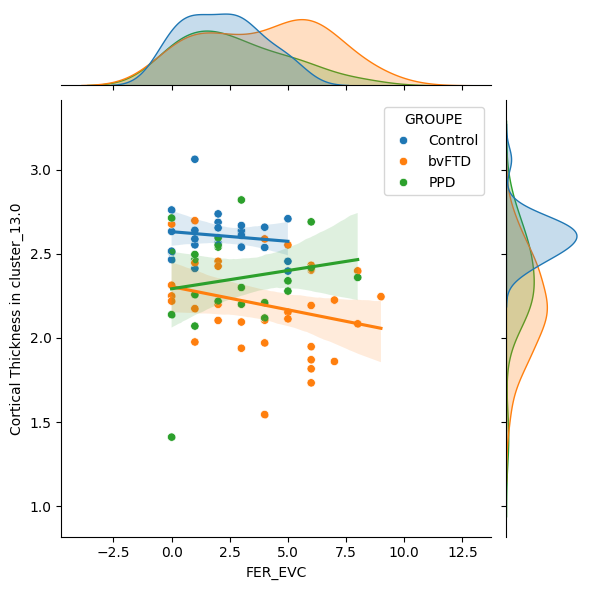 GROUPE
Control
bvFTD
PPD
3.0
2.5
2.0
1.5
1.0
Cortical Thickness in cluster_13.0
−2.5 0.0 2.5 5.0 7.5 10.0 12.5
FER_EVC